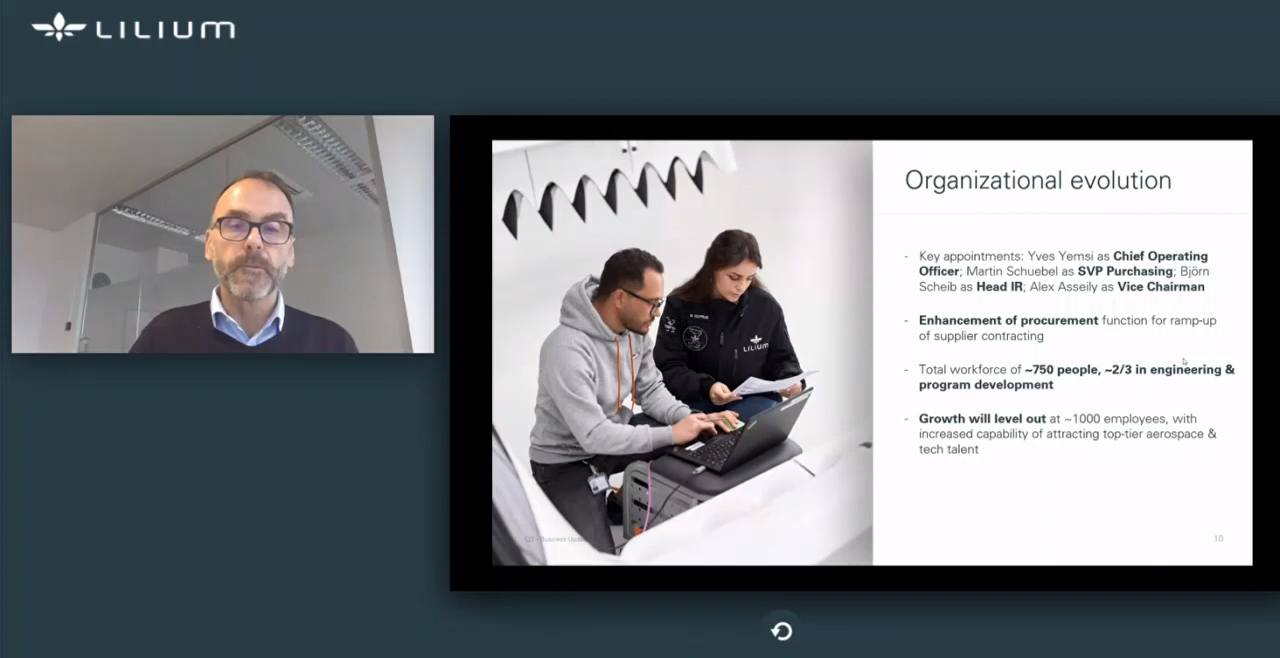 LILIUM
Organizational evolution
- Key appointments: Yves Yemsi as Chief Operating
Officer; Martin Schuebel as SVP Purchasing; Björn
Scheib as Head IR; Alex Asseily as Vice Chairman
- Enhancement of procurement function for ramp-up
of supplier contracting
- Total workforce of ~750 people, ~2/3 in engineering &
program development
- Growth will level out at ~1000 employees, with
increased capability of attracting top-tier aerospace &
tech talent
LILIUM
Business
10